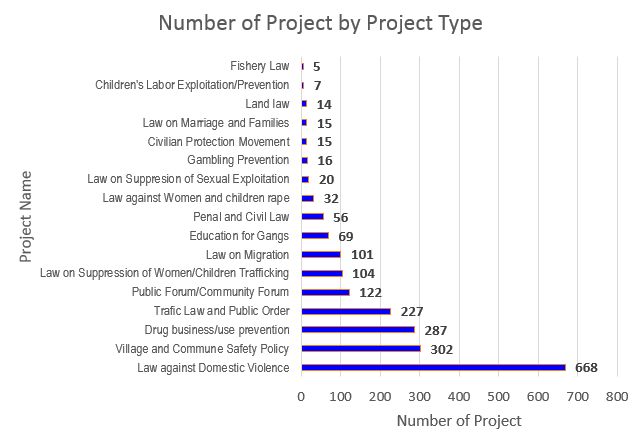 Number of Project by Project Type
Project Name
Fishery Law 5
Children's Labor Exploitation/Prevention 7
Land law 14
Law on Marriage and Families 15
Civilian Protection Movement 15
Gambling Prevention 16
Law on Suppresion of Sexual Exploitation 20
Law against Women and children rape 32
Penal and Civil Law 56
Education for Gangs 69
Law on Migration 101
Law on Suppression of Women/Children Trafficking 104
Public Forum/Community Forum 122
Trafic Law and Public Order 227
Drug business/use prevention 287
Village and Commune Safety Policy 302
Law against Domestic Violence 668
0 100 200 300 400 500 600 700 800
Number of Project